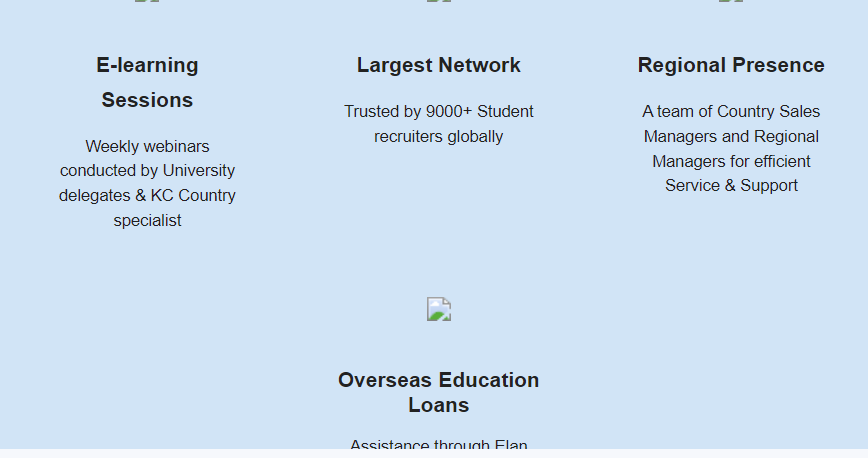 E-learning
Sessions
Weekly webinars
conducted by University
delegates & KC Country
specialist
Largest Network
Trusted by 9000+ Student
recruiters globally
Regional Presence
A team of Country Sales
Managers and Regional
Managers for efficient
Service & Support
Overseas Education
Loans
Assistance through Elan